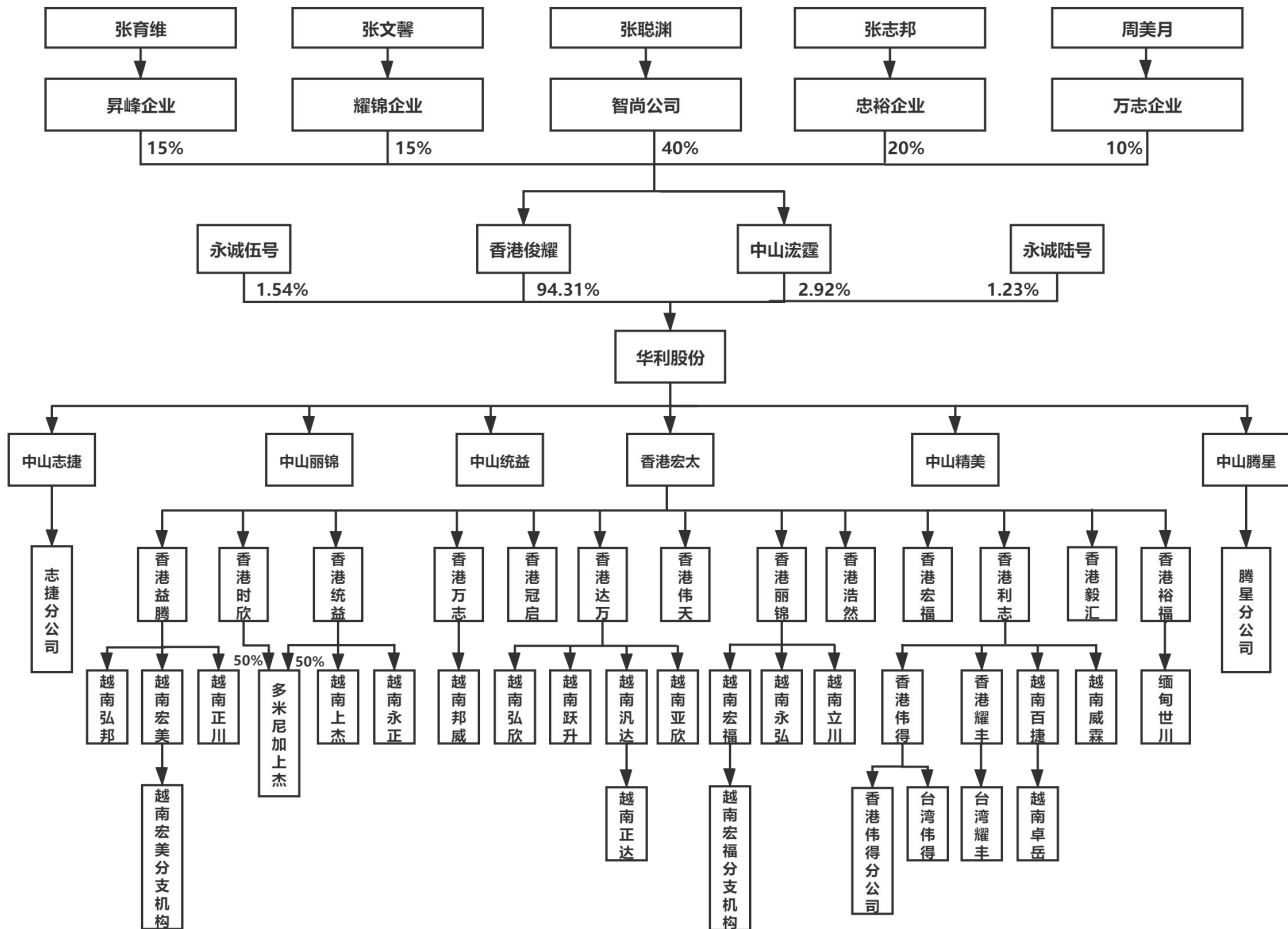 张育维
张文馨
张聪渊
张志邦
周美月
昇峰企业
耀锦企业
智尚公司
忠裕企业
万志企业
15%
15%
40%
20%
10%
永诚伍号
香港俊耀
中山浤霆
永诚陆号
1.54%
94.31%
2.92%
1.23%
华利股份
中山志捷
中山丽锦
中山统益
香港宏太
中山精美
中山腾星
志捷分公司
香港益腾
香港时欣
香港统益
香港万志
香港冠启
香港达万
香港伟天
香港丽锦
香港浩然
香港宏福
香港利志
香港毅汇
香港裕福
腾星分公司
50%
50%
越南弘邦
越南宏美
越南正川
多米尼加上杰
越南上杰
越南永正
越南邦威
越南弘欣
越南跃升
越南汎达
越南亚欣
越南宏福
越南永弘
越南立川
香港伟得
香港耀丰
越南百捷
越南威霖
缅甸世川
越南宏美分支机构
越南正达
越南宏福分支机构
香港伟得分公司
台湾伟得
台湾耀丰
越南卓岳